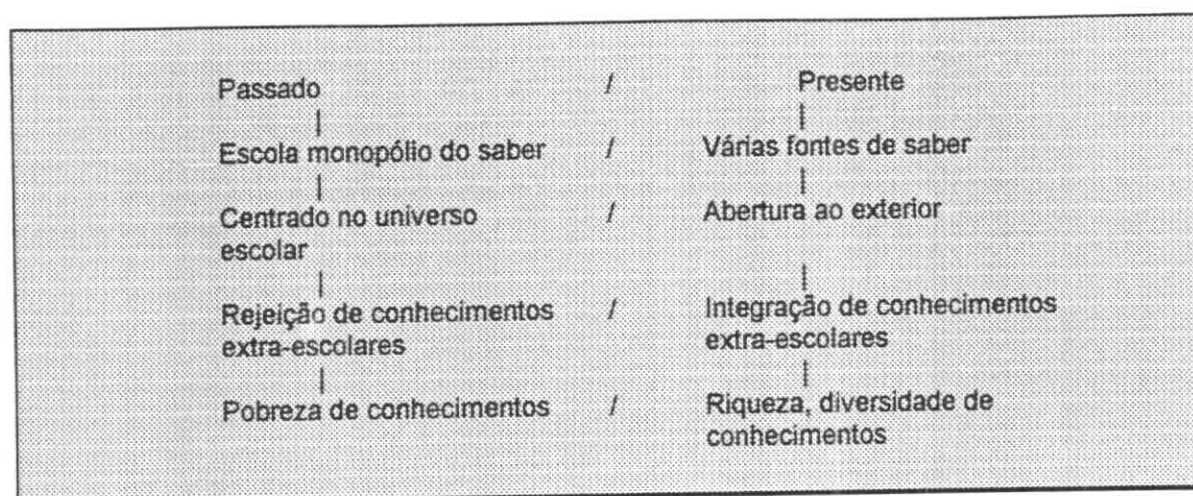 Passado / Presente
|
|
Escola monopólio do saber / Várias fontes de saber
|
|
Centrado no universo / Abertura ao exterior
escolar
|
|
Rejeição de conhecimentos / Integração de conhecimentos
extra-escolares extra-escolares
|
|
Pobreza de conhecimentos / Riqueza, diversidade de
conhecimentos